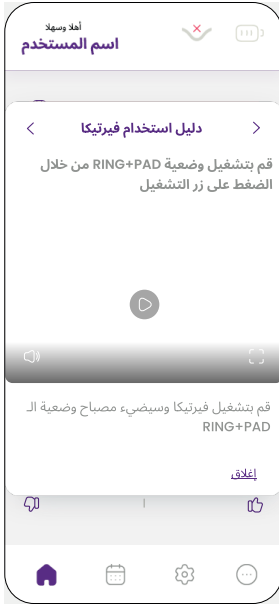 أهلا وسهلا
اسم المستخدم
دليل استخدام فيرتيكا
قم بتشغيل وضعية RING+PAD من خلال
الضغط على زر التشغيل
قم بتشغيل فيرتيكا وسيضيء مصباح وضعية الـ
RING+PAD
إغلاق